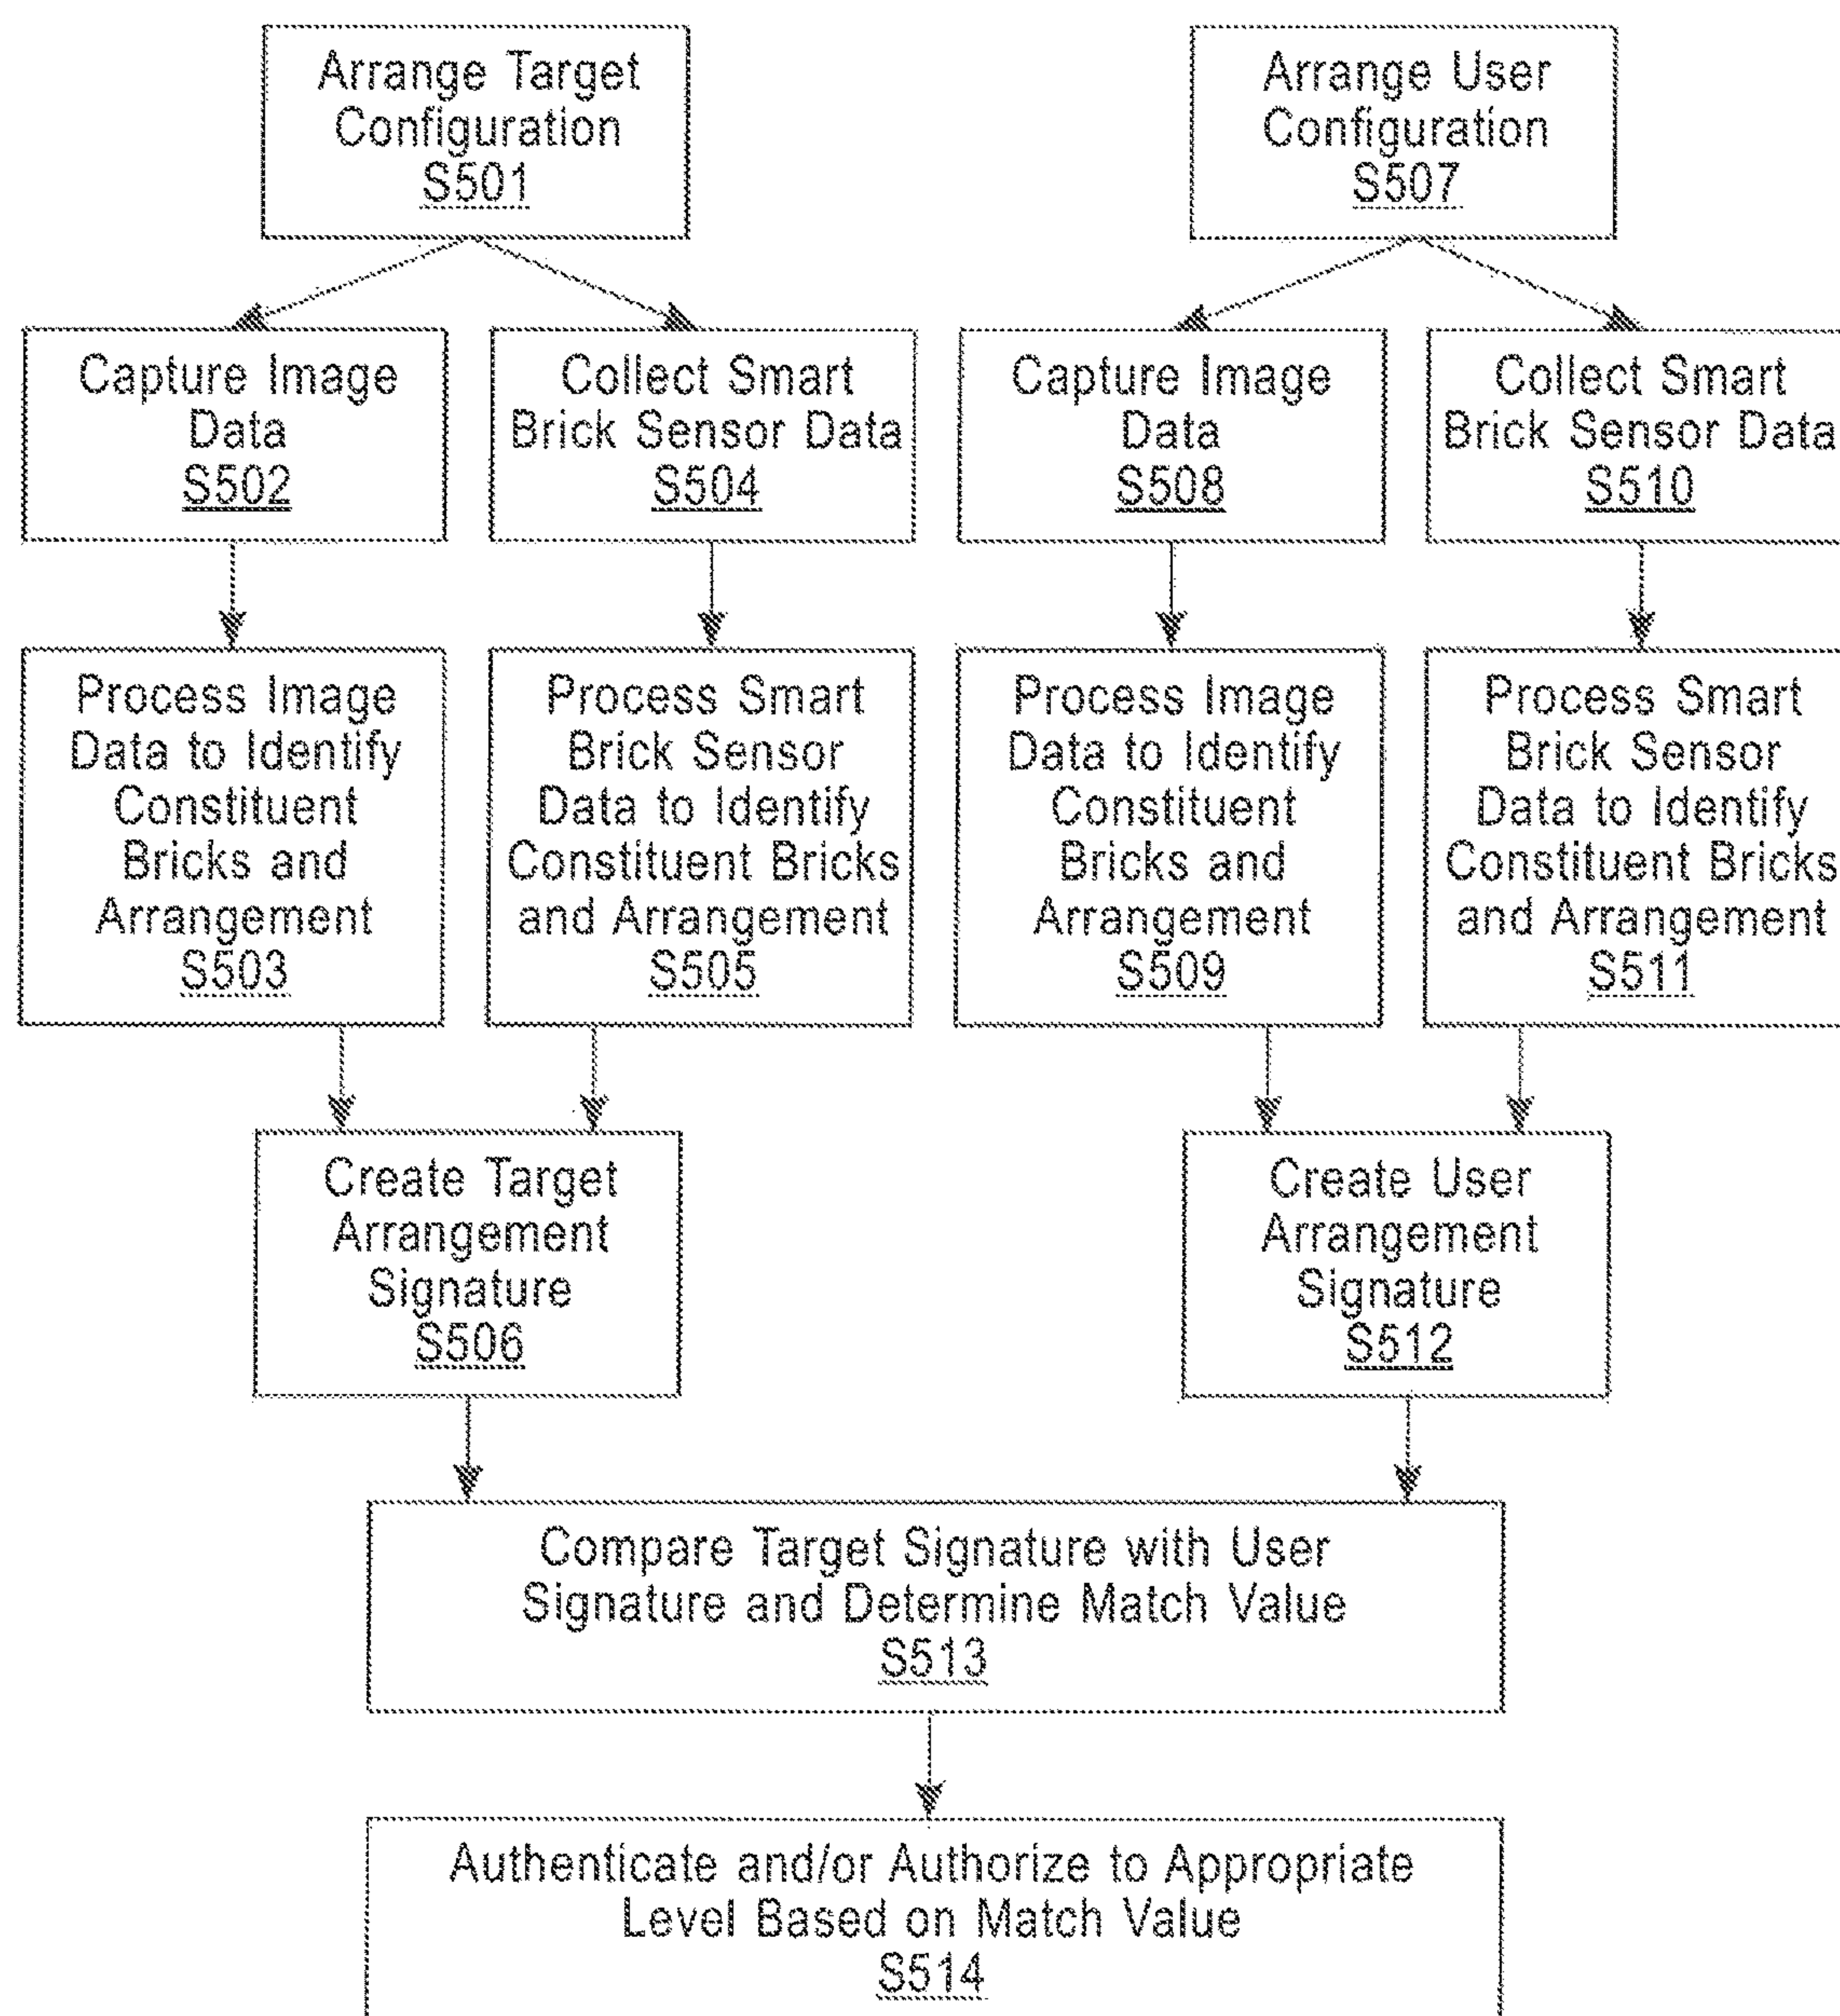 Arrange Target
Configuration
S501
Arrange User
Configuration
S507
Capture Image
Data
S502
Collect Smart
Brick Sensor Data
S504
Capture Image
Data
S508
Collect Smart
Brick Sensor Data
S510
Process Image
Data to Identify
Constituent
Bricks and
Arrangement
S503
Process Smart
Brick Sensor
Data to Identify
Constituent Bricks
and Arrangement
S505
Process Image
Data to Identify
Constituent
Bricks and
Arrangement
S509
Process Smart
Brick Sensor
Data to Identify
Constituent Bricks
and Arrangement
S511
Create Target
Arrangement
Signature
S506
Create User
Arrangement
Signature
S512
Compare Target Signature with User
Signature and Determine Match Value
S513
Authenticate and/or Authorize to Appropriate
Level Based on Match Value
S514